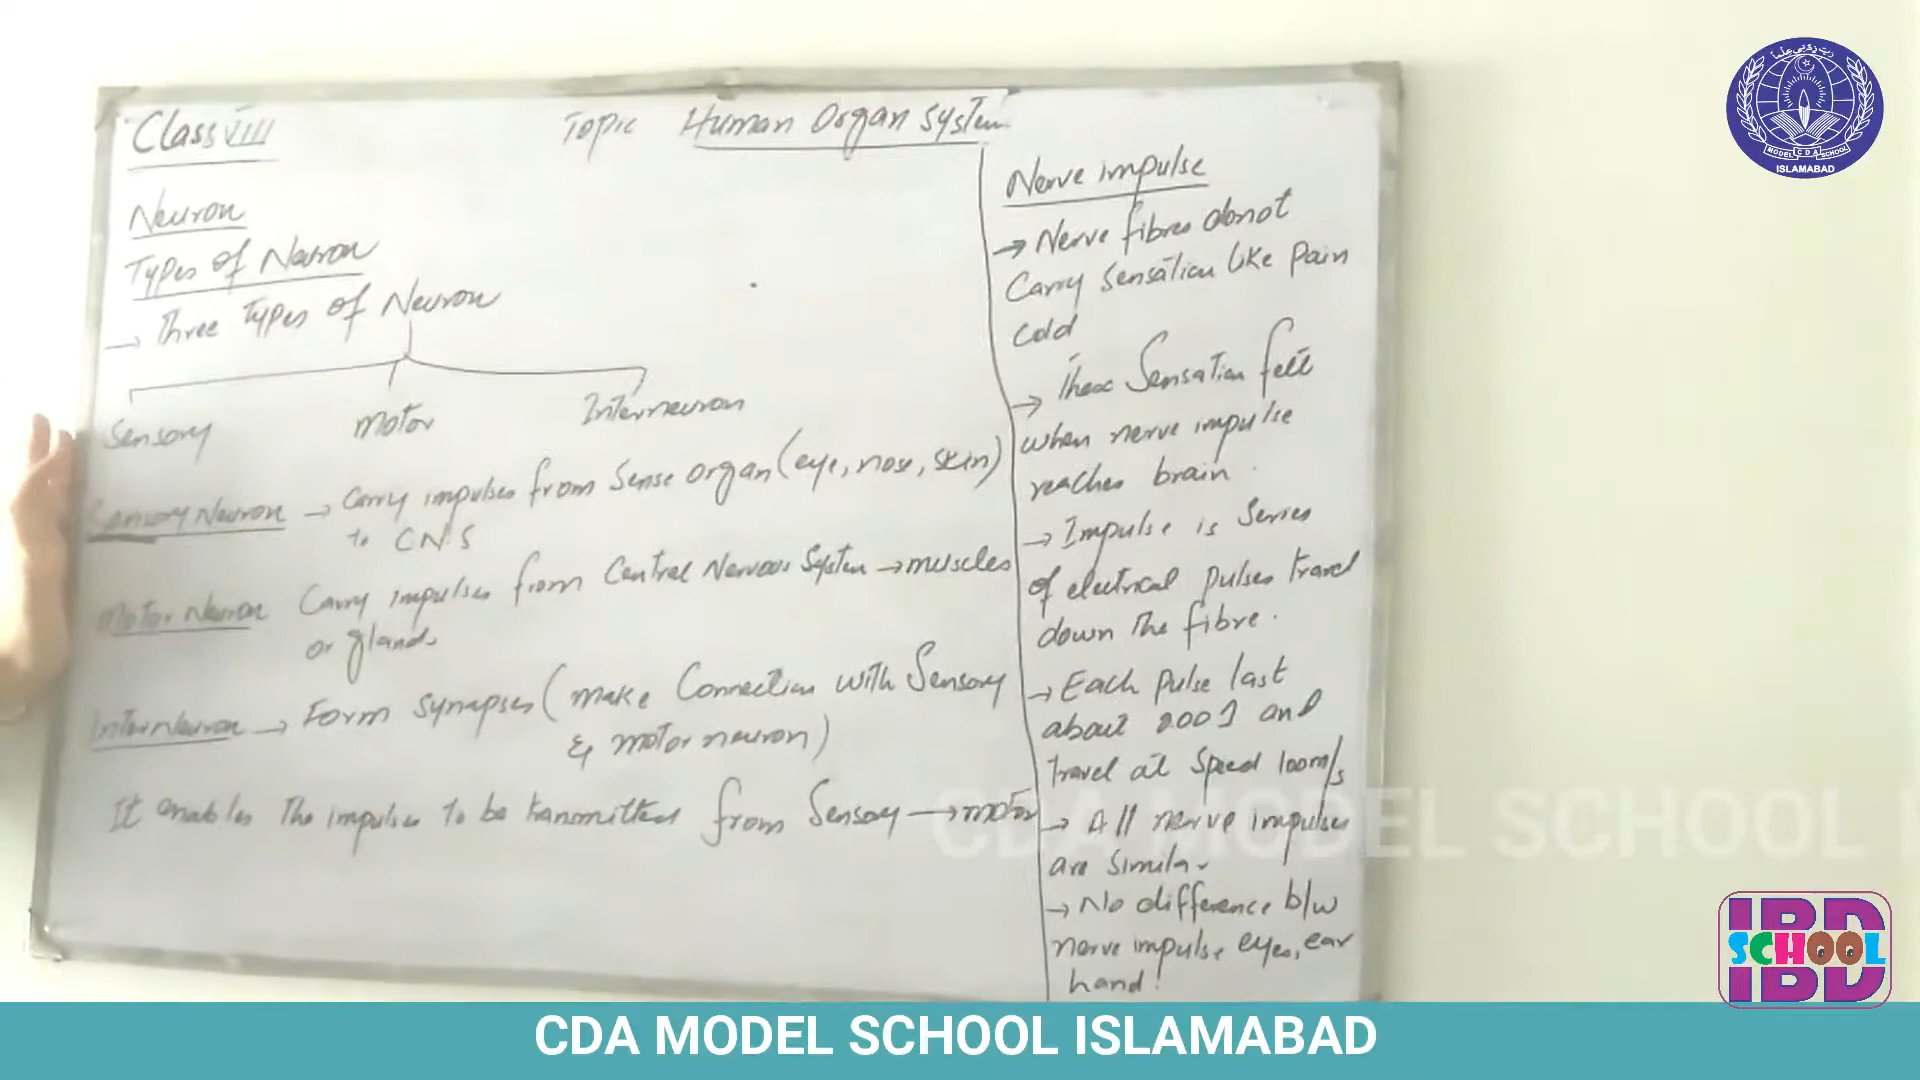 Class VIII
Topic Human Organ System
Neuron
Types of Neuron
→ Three Types of Neuron
Sensory Motor Interneuron
Sensory Neuron → Carry impulses from Sense organ (eye, nose, skin)
to C.N.S
Motor Neuron Carry impulses from Central Nervous System → muscles
or glands
InterNeuron → Form Synapses ( make Connection with Sensory
& motor neuron)
It enables The impulses to be transmitted from Sensory → motor
Nerve impulse
→ Nerve fibres donot
Carry Sensation like Pain
cold
→ These Sensation felt
when nerve impulse
reaches brain.
→ Impulse is Series
of electrical pulses travel
down The fibre.
→ Each Pulse last
about 0.001 and
travel at Speed 100m/s
→ All nerve impulses
are similar
→ No difference b/w
nerve impulse eyes, ear
hand.
MODEL CDA SCHOOL
ISLAMABAD
CDA MODEL SCHOOL I
IBD
SCHOOL
IBD
CDA MODEL SCHOOL ISLAMABAD